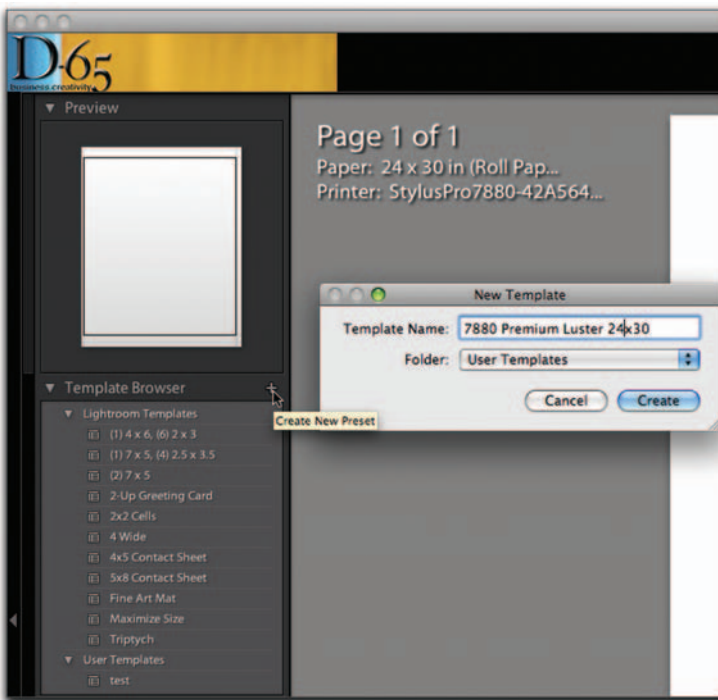 D-65
business.creativity
Preview
Page 1 of 1
Paper: 24 x 30 in (Roll Pap...
Printer: StylusPro7880-42A564...
New Template
Template Name: 7880 Premium Luster 24x30
Folder: User Templates
Cancel Create
Template Browser
Create New Preset
Lightroom Templates
(1) 4 x 6, (6) 2 x 3
(1) 7 x 5, (4) 2.5 x 3.5
(2) 7 x 5
2-Up Greeting Card
2x2 Cells
4 Wide
4x5 Contact Sheet
5x8 Contact Sheet
Fine Art Mat
Maximize Size
Triptych
User Templates
test